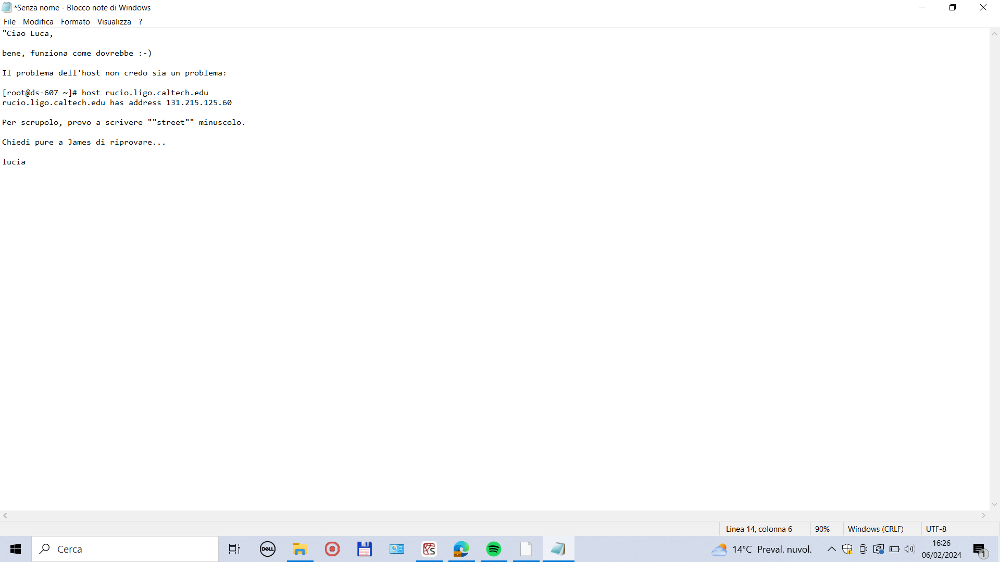 *Senza nome - Blocco note di Windows
File Modifica Formato Visualizza ?
"Ciao Luca,
bene, funziona come dovrebbe :-)
Il problema dell'host non credo sia un problema:
[root@ds-607 ~]# host rucio.ligo.caltech.edu
rucio.ligo.caltech.edu has address 131.215.125.60
Per scrupolo, provo a scrivere ""street"" minuscolo.
Chiedi pure a James di riprovare...
lucia
Linea 14, colonna 6 90% Windows (CRLF) UTF-8
Cerca
DELL
14°C Preval. nuvol.
16:26
06/02/2024
1